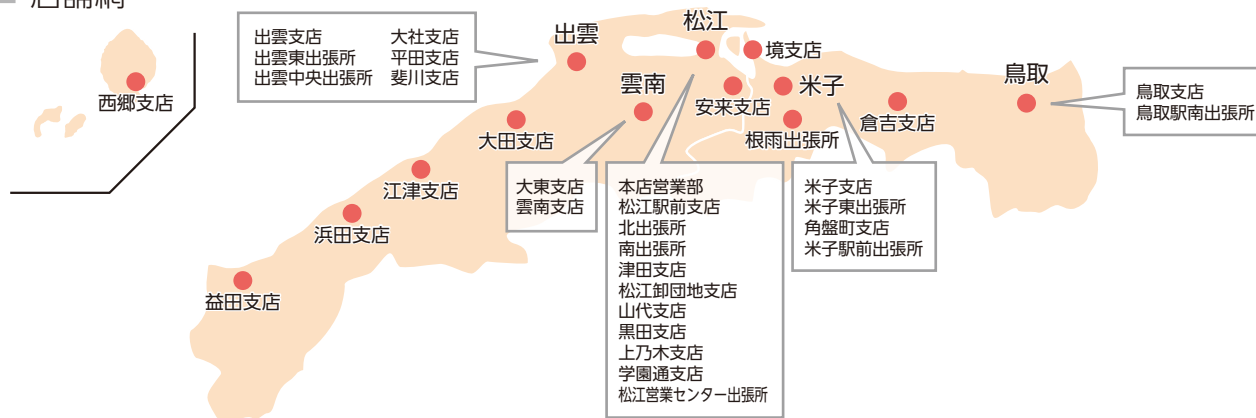 店舗網
西郷支店
出雲支店 大社支店
出雲東出張所 平田支店
出雲中央出張所 斐川支店
出雲
松江
境支店
雲南
安来支店
米子
根雨出張所
倉吉支店
鳥取
鳥取支店
鳥取駅南出張所
大田支店
江津支店
浜田支店
益田支店
大東支店
雲南支店
本店営業部
松江駅前支店
北出張所
南出張所
津田支店
松江卸団地支店
山代支店
黒田支店
上乃木支店
学園通支店
松江営業センター出張所
米子支店
米子東出張所
角盤町支店
米子駅前出張所